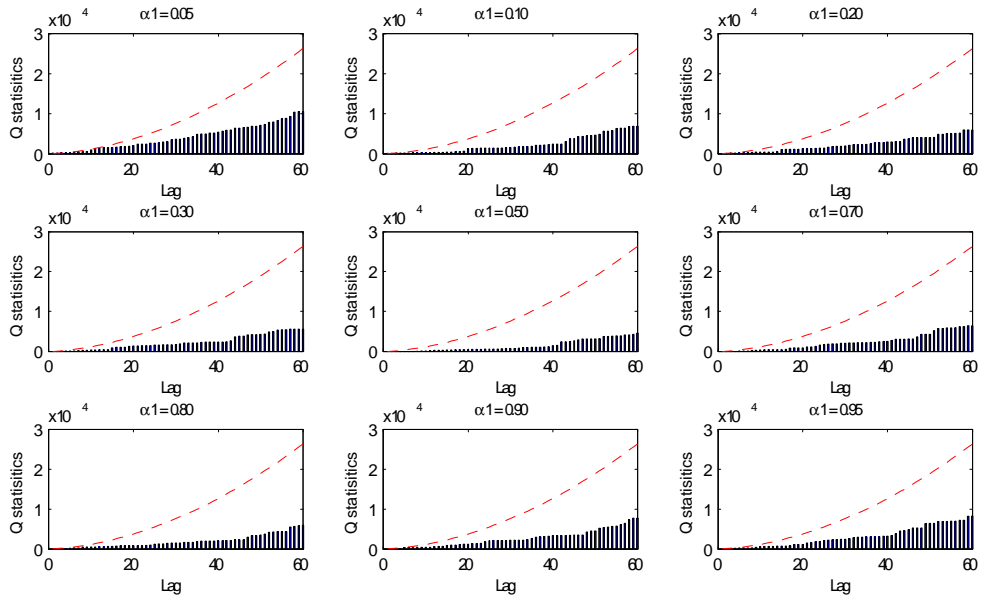 x10 4 α1=0.05
x10 4 α1=0.10
x10 4 α1=0.20
3
2
1
0
Q statisitics
0 20 40 60
Lag
3
2
1
0
Q statisitics
0 20 40 60
Lag
3
2
1
0
Q statisitics
0 20 40 60
Lag
x10 4 α1=0.30
x10 4 α1=0.50
x10 4 α1=0.70
3
2
1
0
Q statisitics
0 20 40 60
Lag
3
2
1
0
Q statisitics
0 20 40 60
Lag
3
2
1
0
Q statisitics
0 20 40 60
Lag
x10 4 α1=0.80
x10 4 α1=0.90
x10 4 α1=0.95
3
2
1
0
Q statisitics
0 20 40 60
Lag
3
2
1
0
Q statisitics
0 20 40 60
Lag
3
2
1
0
Q statisitics
0 20 40 60
Lag